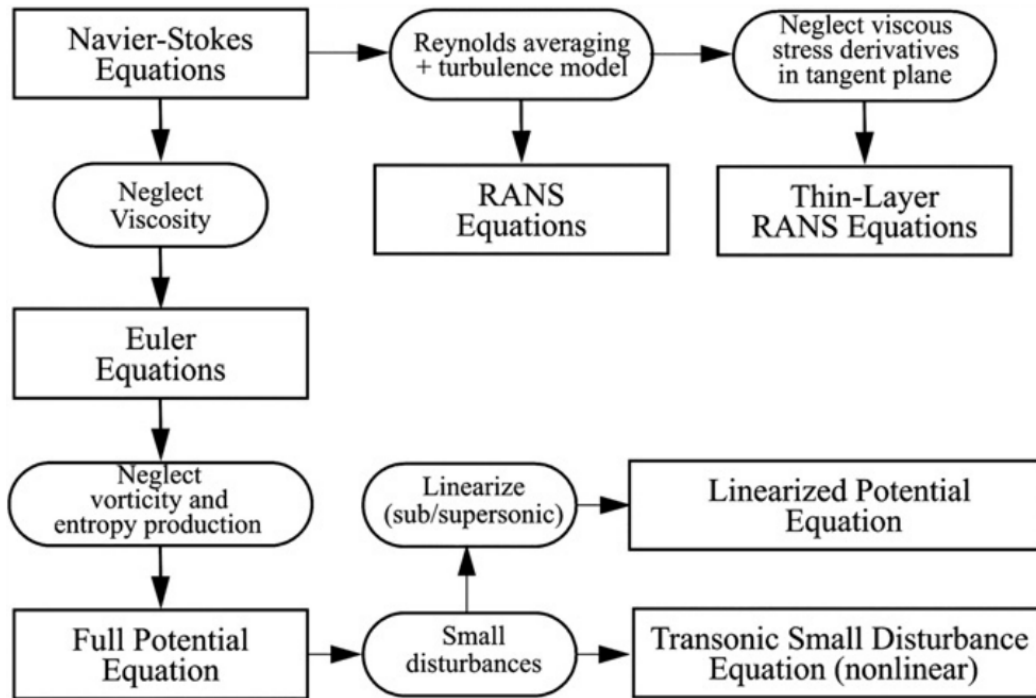 Navier-Stokes
Equations
Reynolds averaging
+ turbulence model
Neglect viscous
stress derivatives
in tangent plane
Neglect
Viscosity
RANS
Equations
Thin-Layer
RANS Equations
Euler
Equations
Neglect
vorticity and
entropy production
Linearize
(sub/supersonic)
Linearized Potential
Equation
Full Potential
Equation
Small
disturbances
Transonic Small Disturbance
Equation (nonlinear)